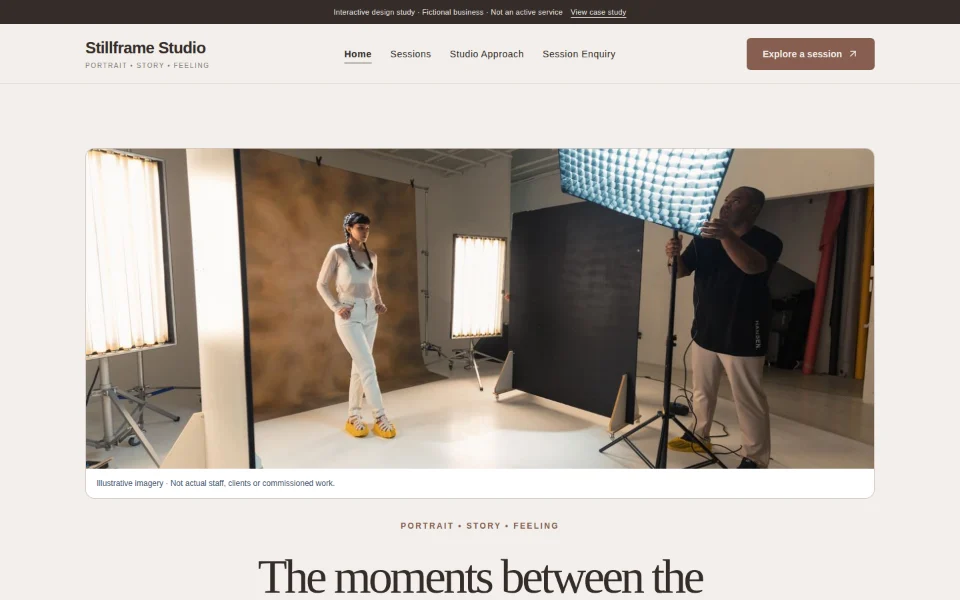 Interactive design study · Fictional business · Not an active service View case study
Stillframe Studio
PORTRAIT • STORY • FEELING
Home Sessions Studio Approach Session Enquiry
Explore a session
Illustrative imagery · Not actual staff, clients or commissioned work.
PORTRAIT • STORY • FEELING
The moments between the